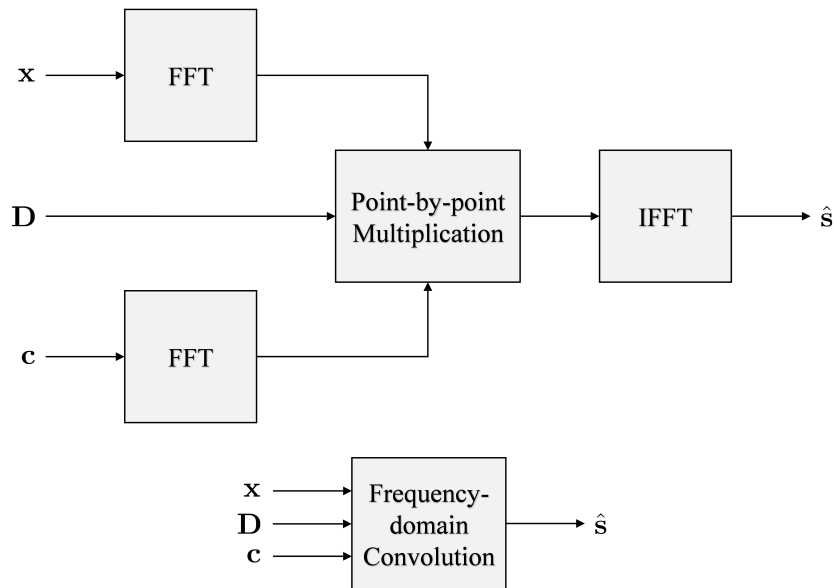 x
FFT
D
Point-by-point
Multiplication
IFFT
ŝ
c
FFT
x
D
c
Frequency-
domain
Convolution
ŝ